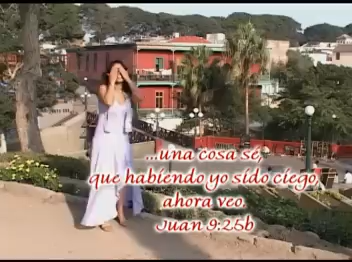 ...una cosa sé,
que habiendo yo sido ciego,
ahora veo.
Juan 9:25b